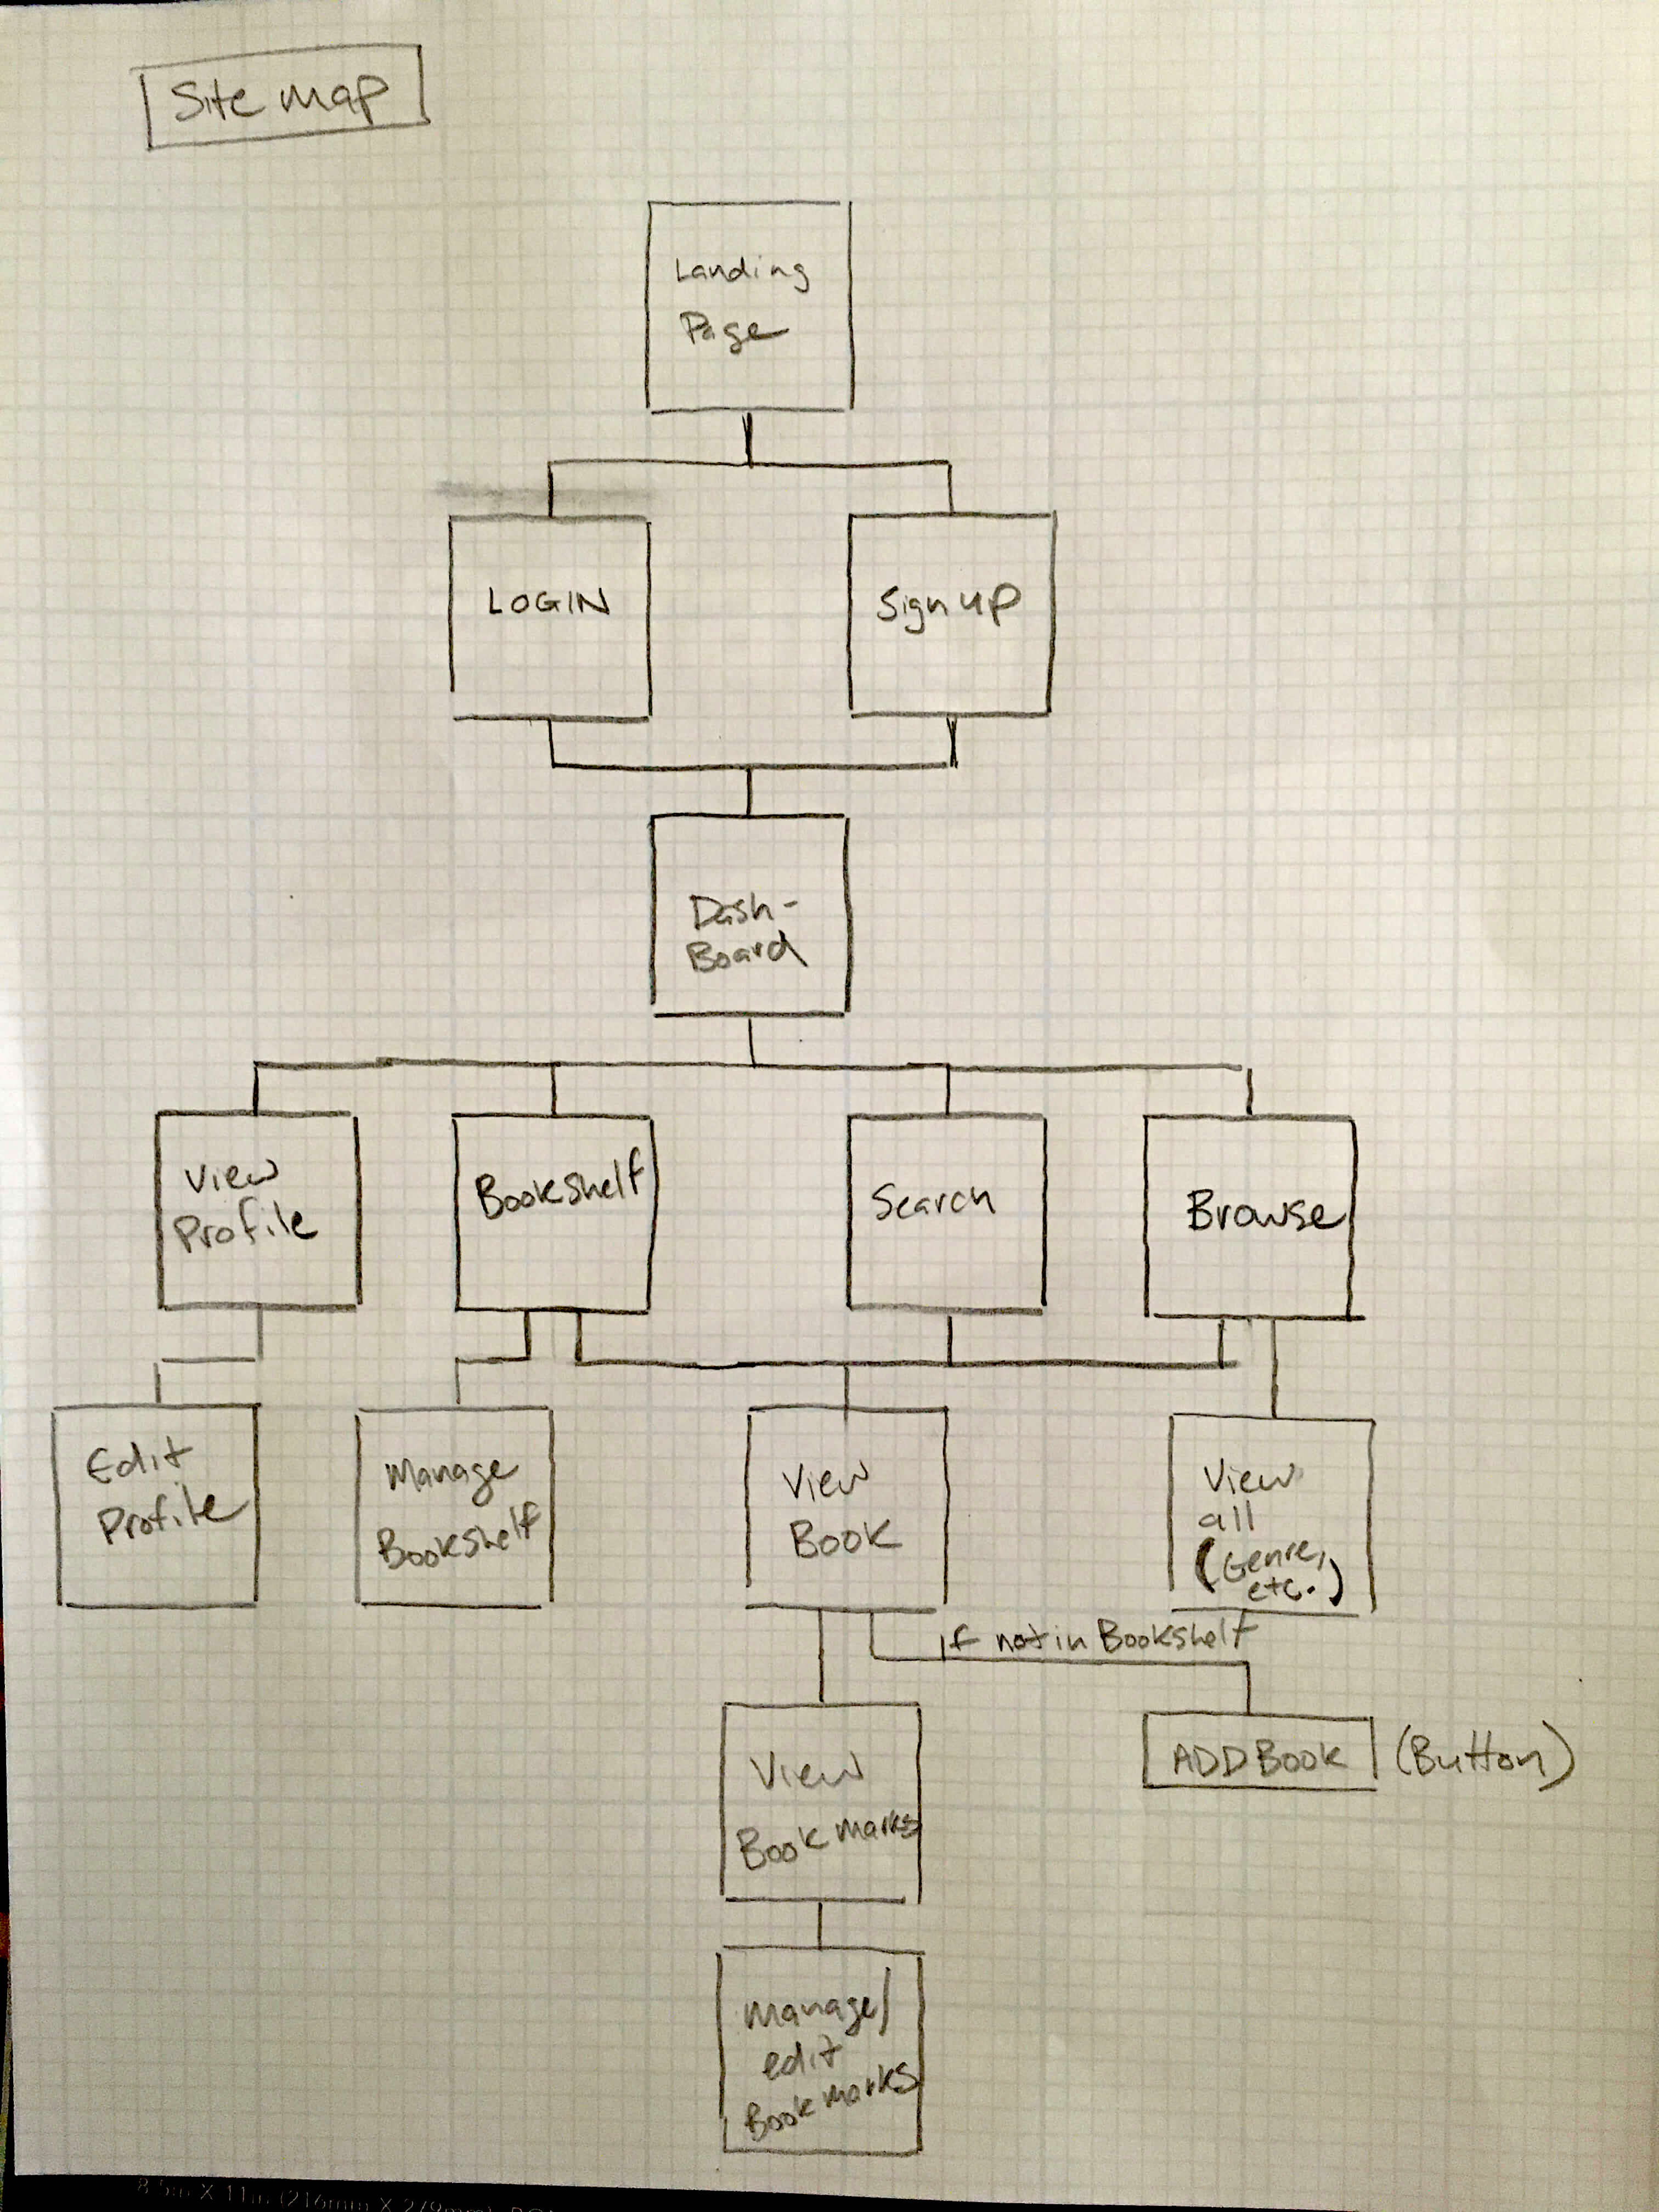 Site map
Landing
Page
LOGIN
Sign up
Dash-
Board
View
Profile
Bookshelf
Search
Browse
Edit
Profile
Manage
Bookshelf
View
Book
View
all
(Genre,
etc.)
if not in Bookshelf
ADD BOOK (Button)
View
Bookmarks
Manage/
edit
Bookmarks
8.5in X 11in (216mm X 279mm)